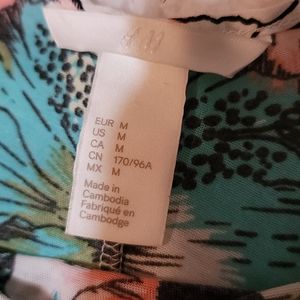 EUR M
US M
CA M
CN 170/96A
MX M
Made in
Cambodia
Fabriqué en
Cambodge